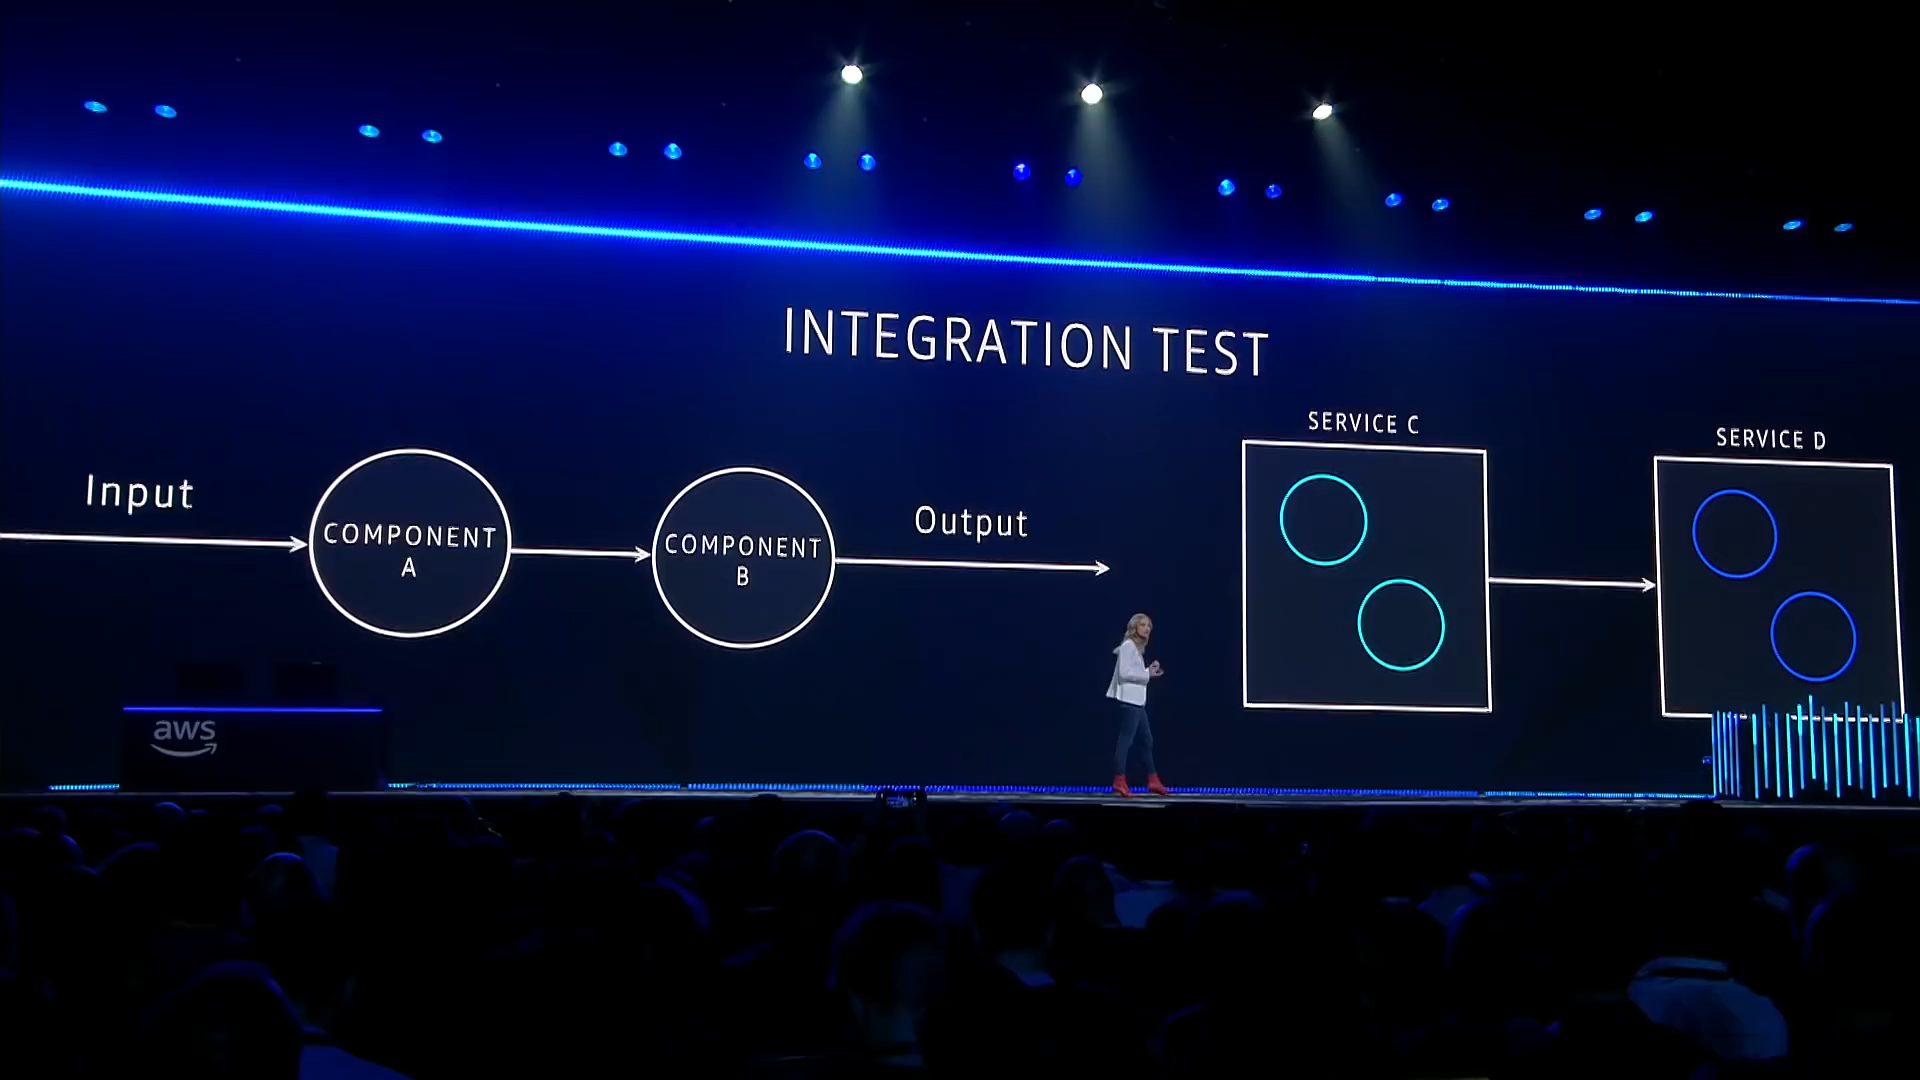 INTEGRATION TEST
Input
COMPONENT
A
COMPONENT
B
Output
SERVICE C
SERVICE D
aws